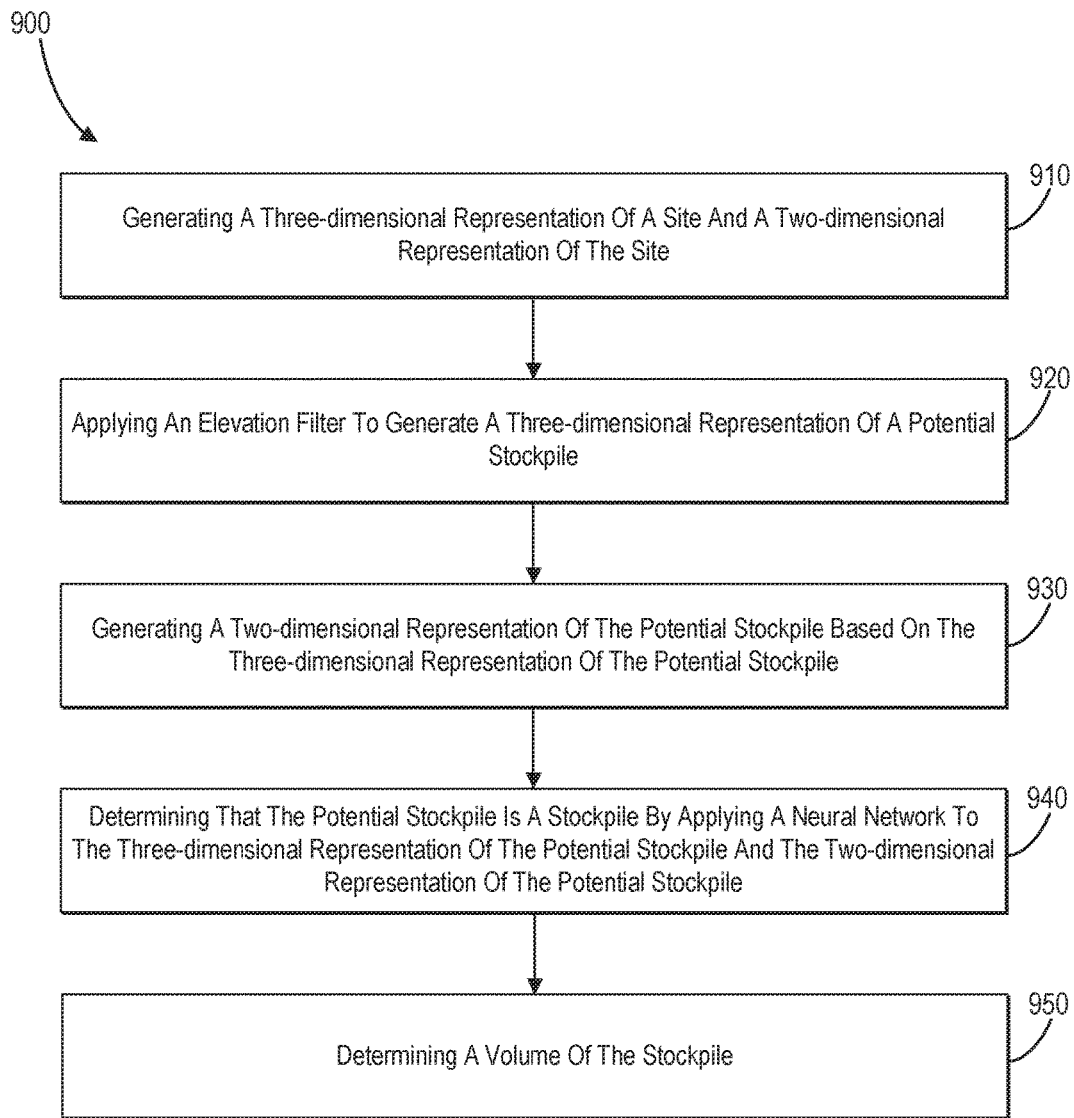 900
910
Generating A Three-dimensional Representation Of A Site And A Two-dimensional
Representation Of The Site
920
Applying An Elevation Filter To Generate A Three-dimensional Representation Of A Potential
Stockpile
930
Generating A Two-dimensional Representation Of The Potential Stockpile Based On The
Three-dimensional Representation Of The Potential Stockpile
940
Determining That The Potential Stockpile Is A Stockpile By Applying A Neural Network To
The Three-dimensional Representation Of The Potential Stockpile And The Two-dimensional
Representation Of The Potential Stockpile
950
Determining A Volume Of The Stockpile